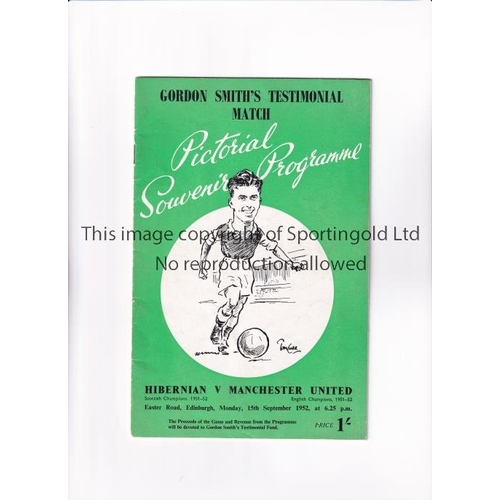 GORDON SMITH'S TESTIMONIAL
MATCH
Pictorial
Souvenir Programme
This image copyright of Sportingold Ltd
No reproduction allowed
HIBERNIAN V MANCHESTER UNITED
Scottish Champions, 1951-52 English Champions, 1951-52
Easter Road, Edinburgh, Monday, 15th September 1952, at 6.25 p.m.
The Proceeds of the Game and Revenue from the Programme
will be devoted to Gordon Smith's Testimonial Fund.
PRICE 1/-